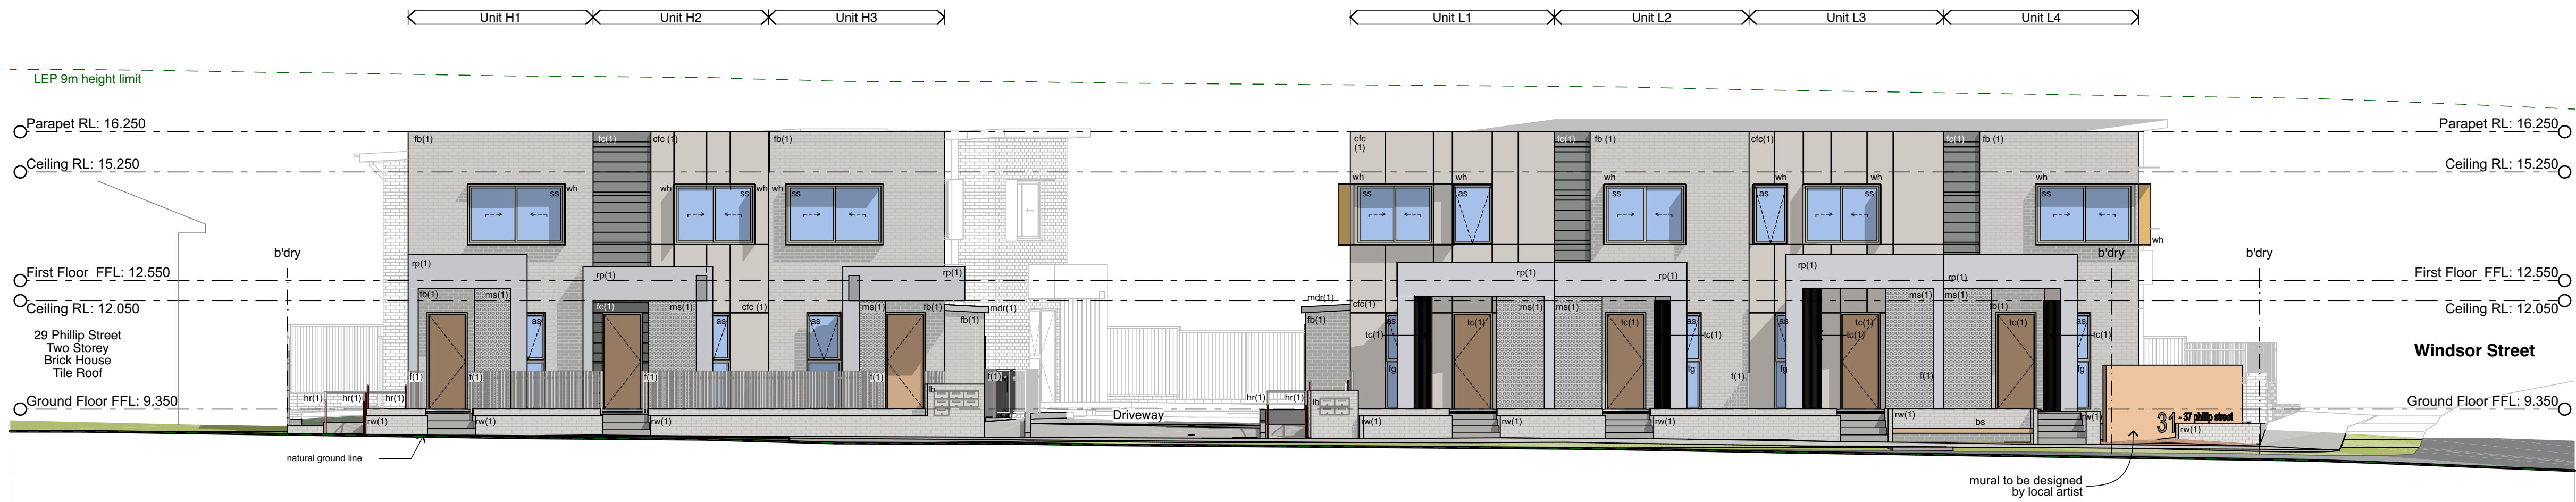 Unit H1
Unit H2
Unit H3
Unit L1
Unit L2
Unit L3
Unit L4
LEP 9m height limit
Parapet RL: 16.250
Parapet RL: 16.250
fb(1)
fc(1)
cfc (1)
fb(1)
cfc
(1)
fc(1)
fb (1)
cfc(1)
fc(1)
fb (1)
Ceiling RL: 15.250
Ceiling RL: 15.250
ss
wh
wh
ss
wh
wh
ss
wh
ss
wh
as
wh
ss
wh
as
wh
ss
wh
ss
wh
b'dry
b'dry
b'dry
First Floor FFL: 12.550
First Floor FFL: 12.550
rp(1)
rp(1)
rp(1)
rp(1)
rp(1)
rp(1)
rp(1)
Ceiling RL: 12.050
Ceiling RL: 12.050
fb(1)
ms(1)
as
fc(1)
ms(1)
as
cfc (1)
as
ms(1)
fb(1)
fb(1)
mdr(1)
mdr(1)
fb(1)
cfc(1)
tc(1)
as
tc(1)
ms(1)
ms(1)
tc(1)
as
tc(1)
as
tc(1)
tc(1)
ms(1)
ms(1)
fb(1)
tc(1)
as
tc(1)
29 Phillip Street
Two Storey
Brick House
Tile Roof
Windsor Street
f(1)
f(1)
f(1)
f(1)
f(1)
fg
fg
f(1)
fg
f(1)
fg
hr(1)
hr(1)
hr(1)
lb
hr(1)
hr(1)
lb
Ground Floor FFL: 9.350
Ground Floor FFL: 9.350
rw(1)
rw(1)
rw(1)
Driveway
rw(1)
rw(1)
rw(1)
rw(1)
bs
rw(1)
31 - 37 phillip street
rw(1)
natural ground line
mural to be designed
by local artist